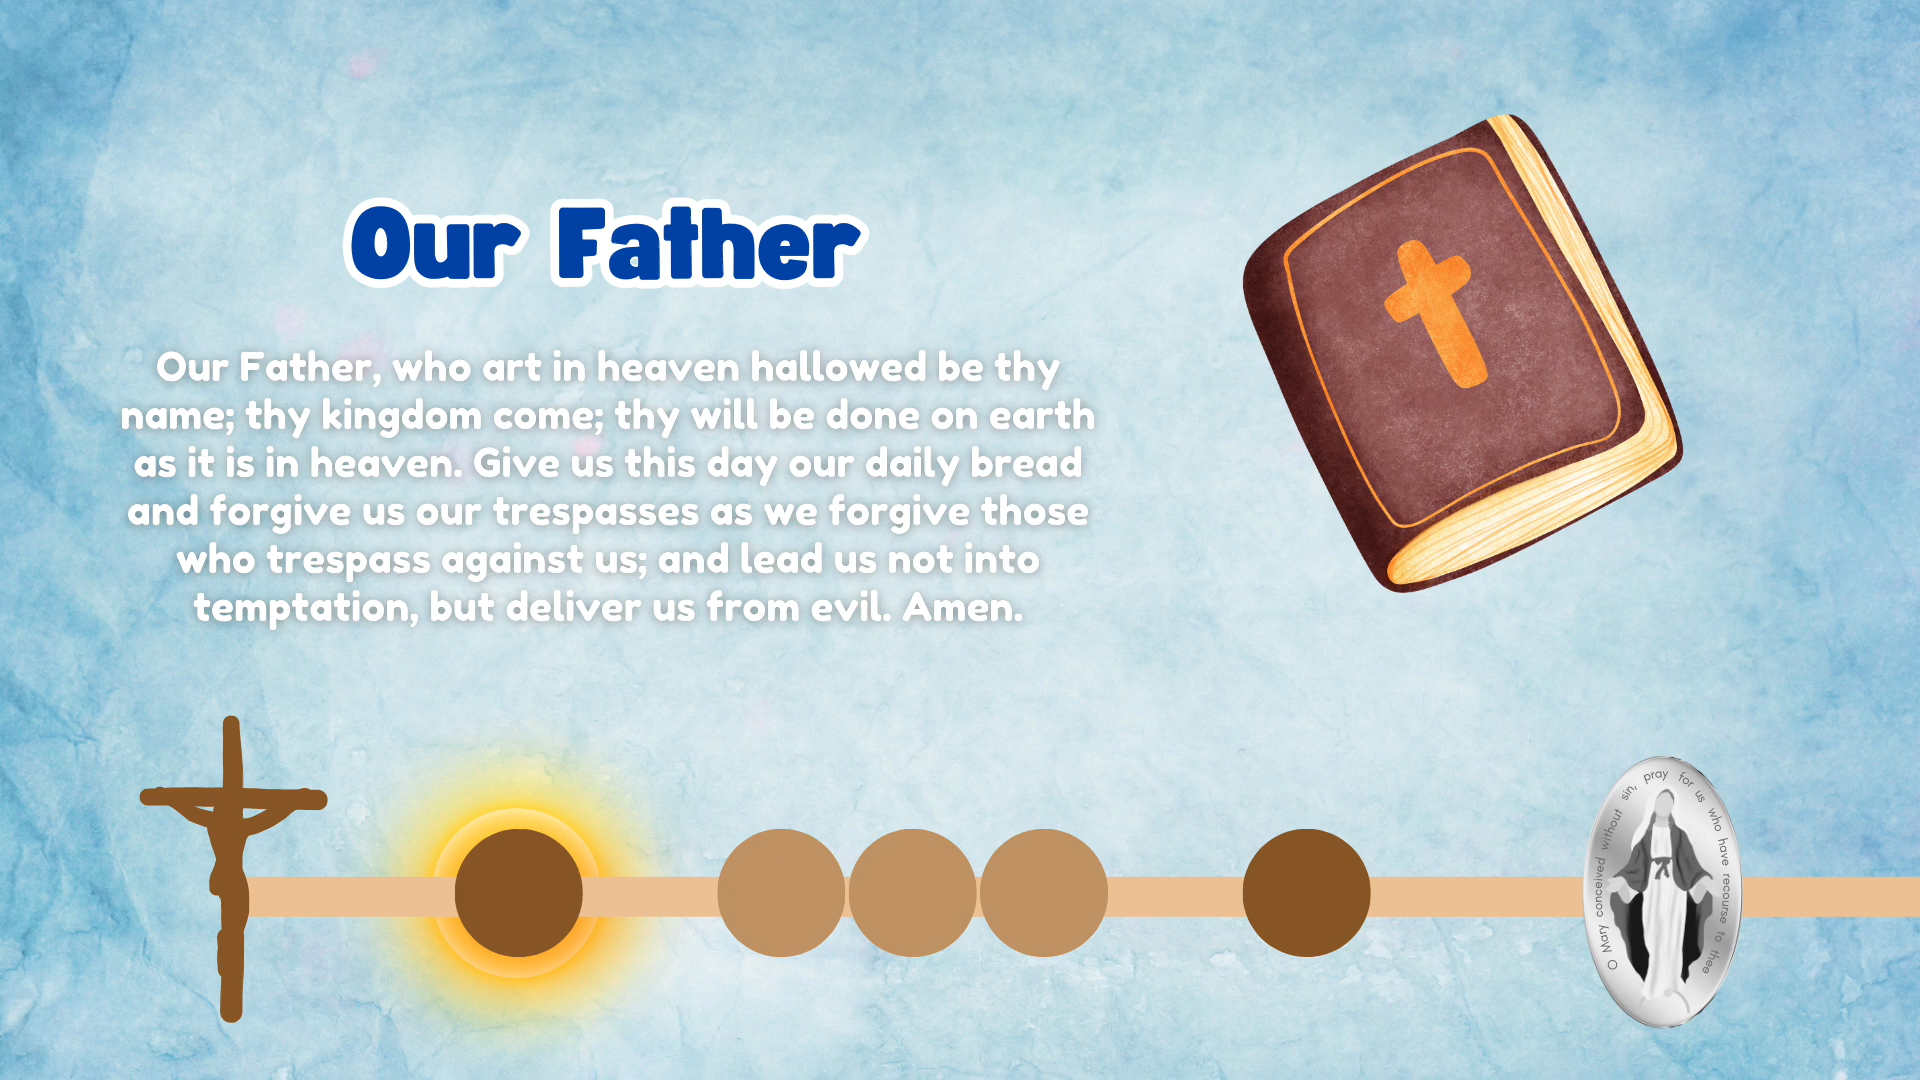 Our Father
Our Father, who art in heaven hallowed be thy
name; thy kingdom come; thy will be done on earth
as it is in heaven. Give us this day our daily bread
and forgive us our trespasses as we forgive those
who trespass against us; and lead us not into
temptation, but deliver us from evil. Amen.
O Mary conceived without sin, pray for us who have recourse to thee